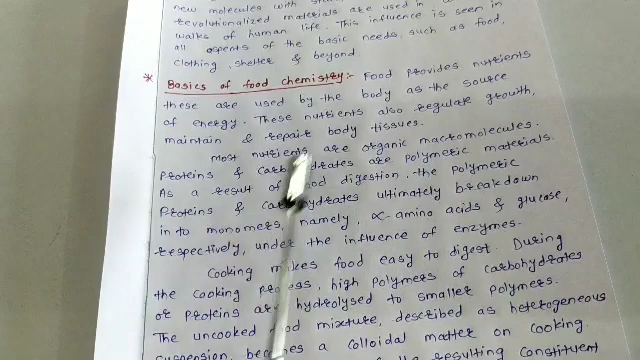 new molecules with
revolutionalized materials are used in
walks of human life. This influence is seen in
all aspects of the basic needs, such as food,
clothing, shelter & beyond.
* Basics of food chemistry:- Food provides nutrients
these are used by the body as the source
of energy. These nutrients also regulate growth,
maintain & repair body tissues.
Most nutrients are organic macromolecules.
Proteins & carbohydrates are polymeric materials.
As a result of food digestion, the polymeric
proteins & carbohydrates ultimately breakdown
in to monomers, namely, α-amino acids & glucose,
respectively, under the influence of enzymes.
Cooking makes food easy to digest. During
the cooking process, high polymers of carbohydrates
or proteins are hydrolysed to smaller polymers.
The uncooked food mixture, described as heterogeneous
suspension, becomes a colloidal matter on cooking.
resulting constituent